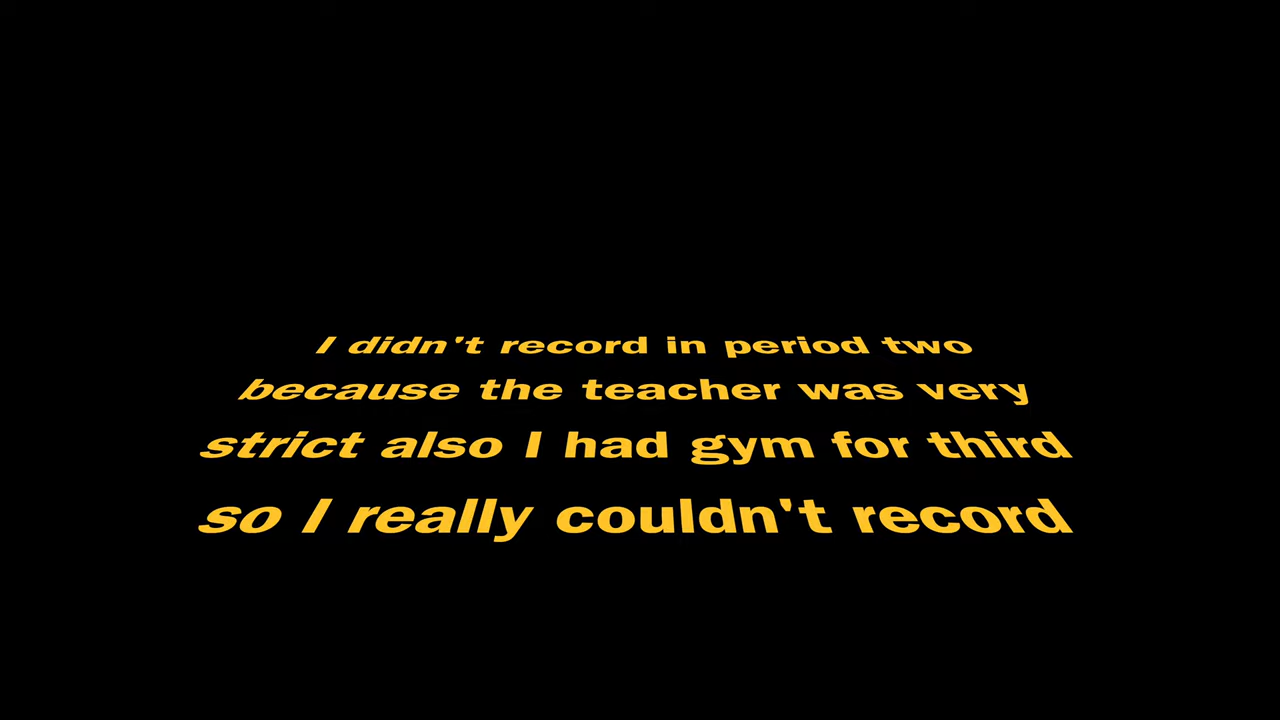 I didn't record in period two
because the teacher was very
strict also I had gym for third
so I really couldn't record